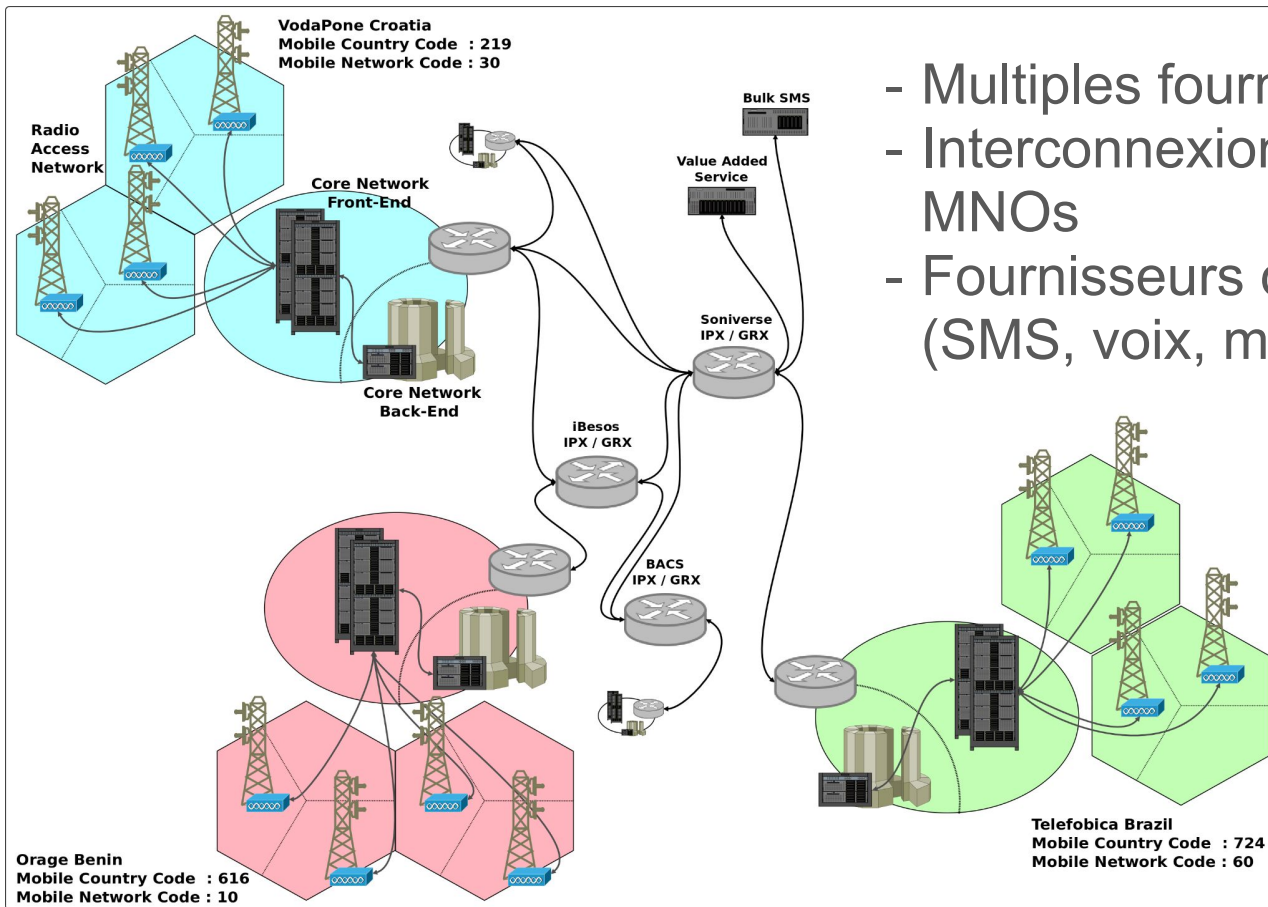 VodaPone Croatia
Mobile Country Code : 219
Mobile Network Code : 30
Radio
Access
Network
Core Network
Front-End
Core Network
Back-End
Bulk SMS
Value Added
Service
Soniverse
IPX / GRX
iBesos
IPX / GRX
BACS
IPX / GRX
Orage Benin
Mobile Country Code : 616
Mobile Network Code : 10
Telefobica Brazil
Mobile Country Code : 724
Mobile Network Code : 60
- Multiples
- Interconnexion
MNOs
- Fournisseurs
(SMS, voix,